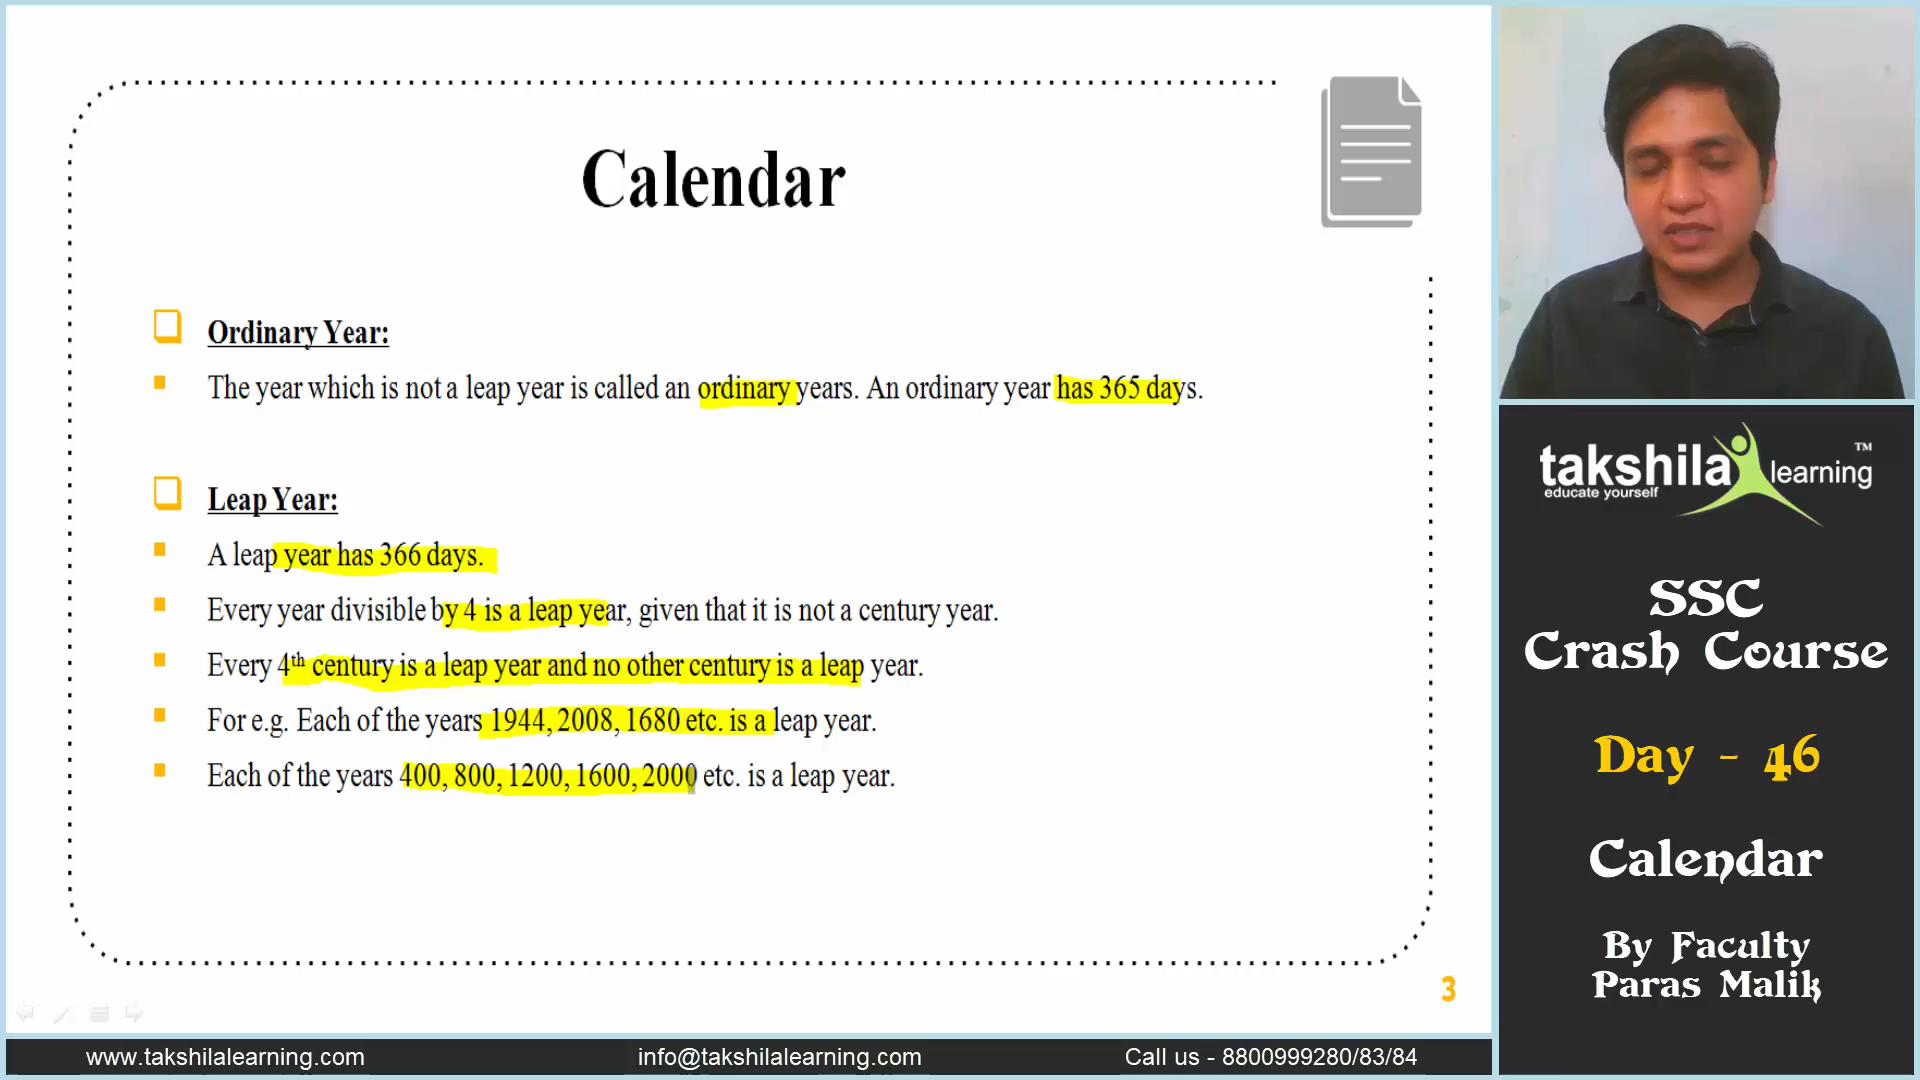 Calendar
Ordinary Year:
The year which is not a leap year is called an ordinary years. An ordinary year has 365 days.
Leap Year:
A leap year has 366 days.
Every year divisible by 4 is a leap year, given that it is not a century year.
Every 4th century is a leap year and no other century is a leap year.
For e.g. Each of the years 1944, 2008, 1680 etc. is a leap year.
Each of the years 400, 800, 1200, 1600, 2000 etc. is a leap year.
3
takshila learning TM
educate yourself
SSC
Crash Course
Day - 46
Calendar
By Faculty
Paras Malik
www.takshilalearning.com info@takshilalearning.com Call us - 8800999280/83/84